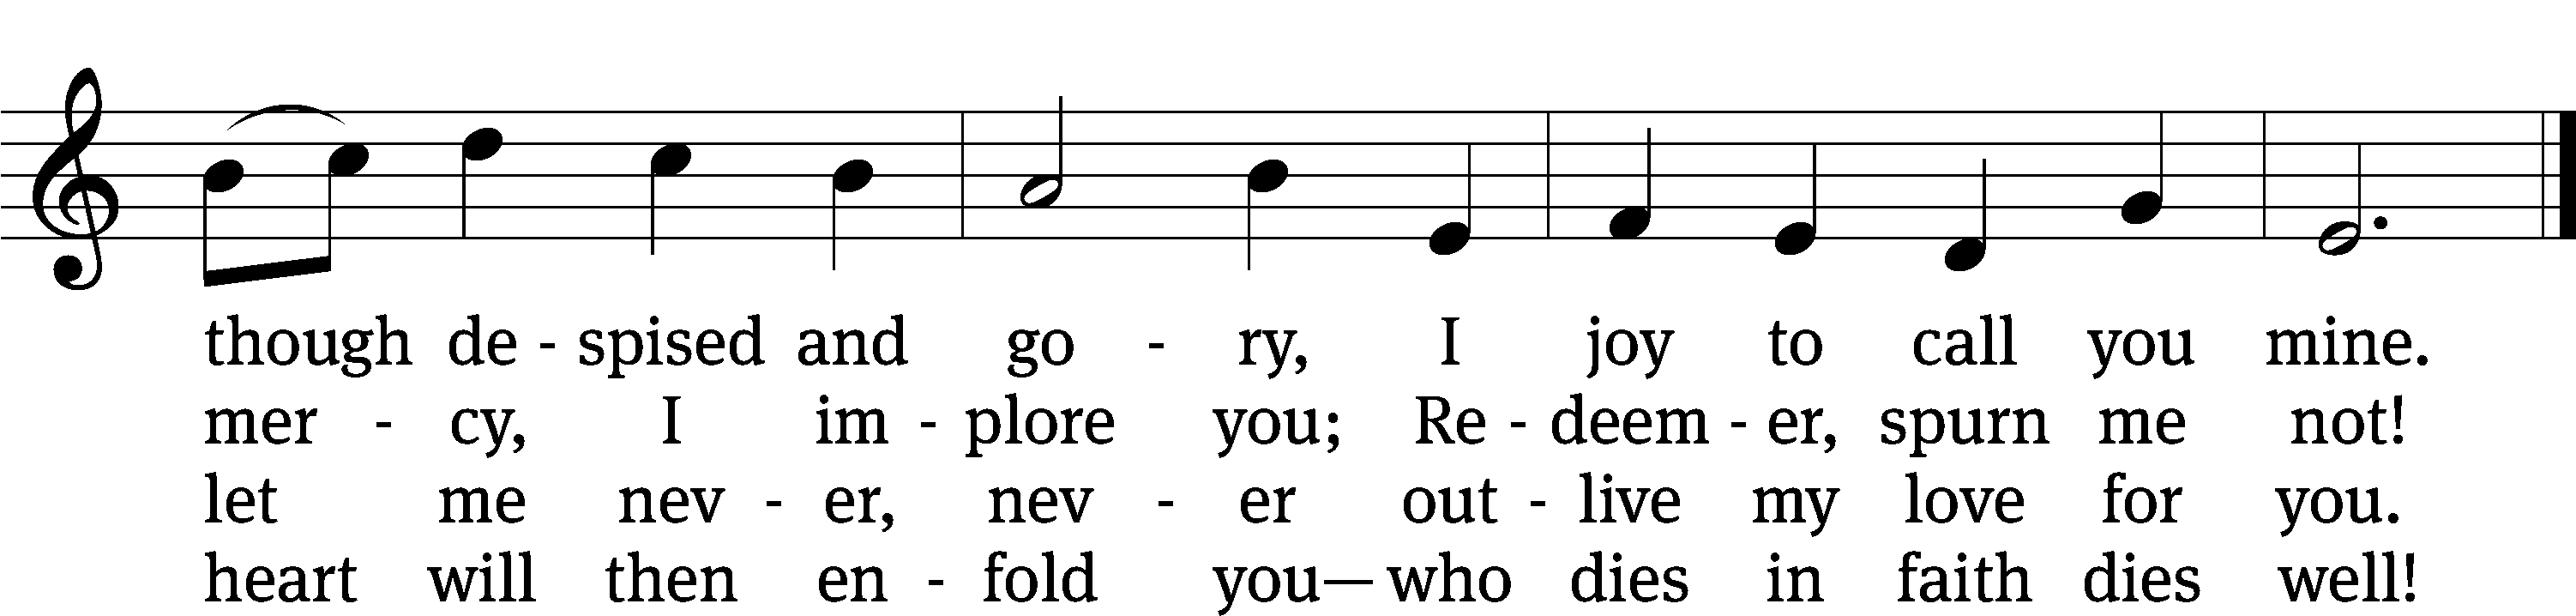 though de - spised and go - ry, I joy to call you mine.
mer - cy, I im - plore you; Re - deem - er, spurn me not!
let me nev - er, nev - er out - live my love for you.
heart will then en - fold you— who dies in faith dies well!